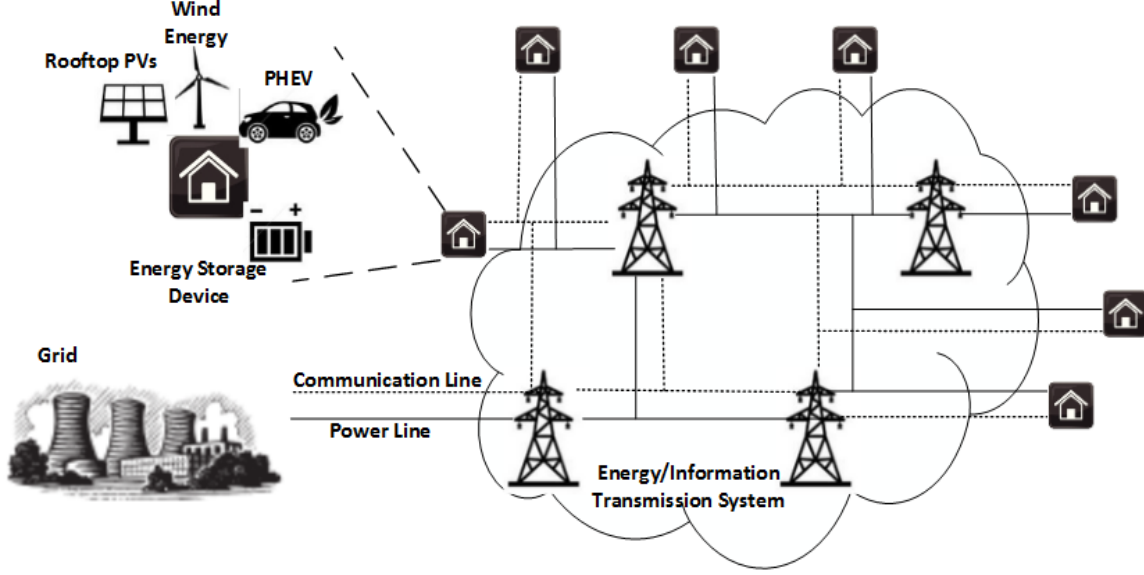 Wind
Energy
Rooftop PVs
PHEV
− +
Energy Storage
Device
Grid
Communication Line
Power Line
Energy/Information
Transmission System